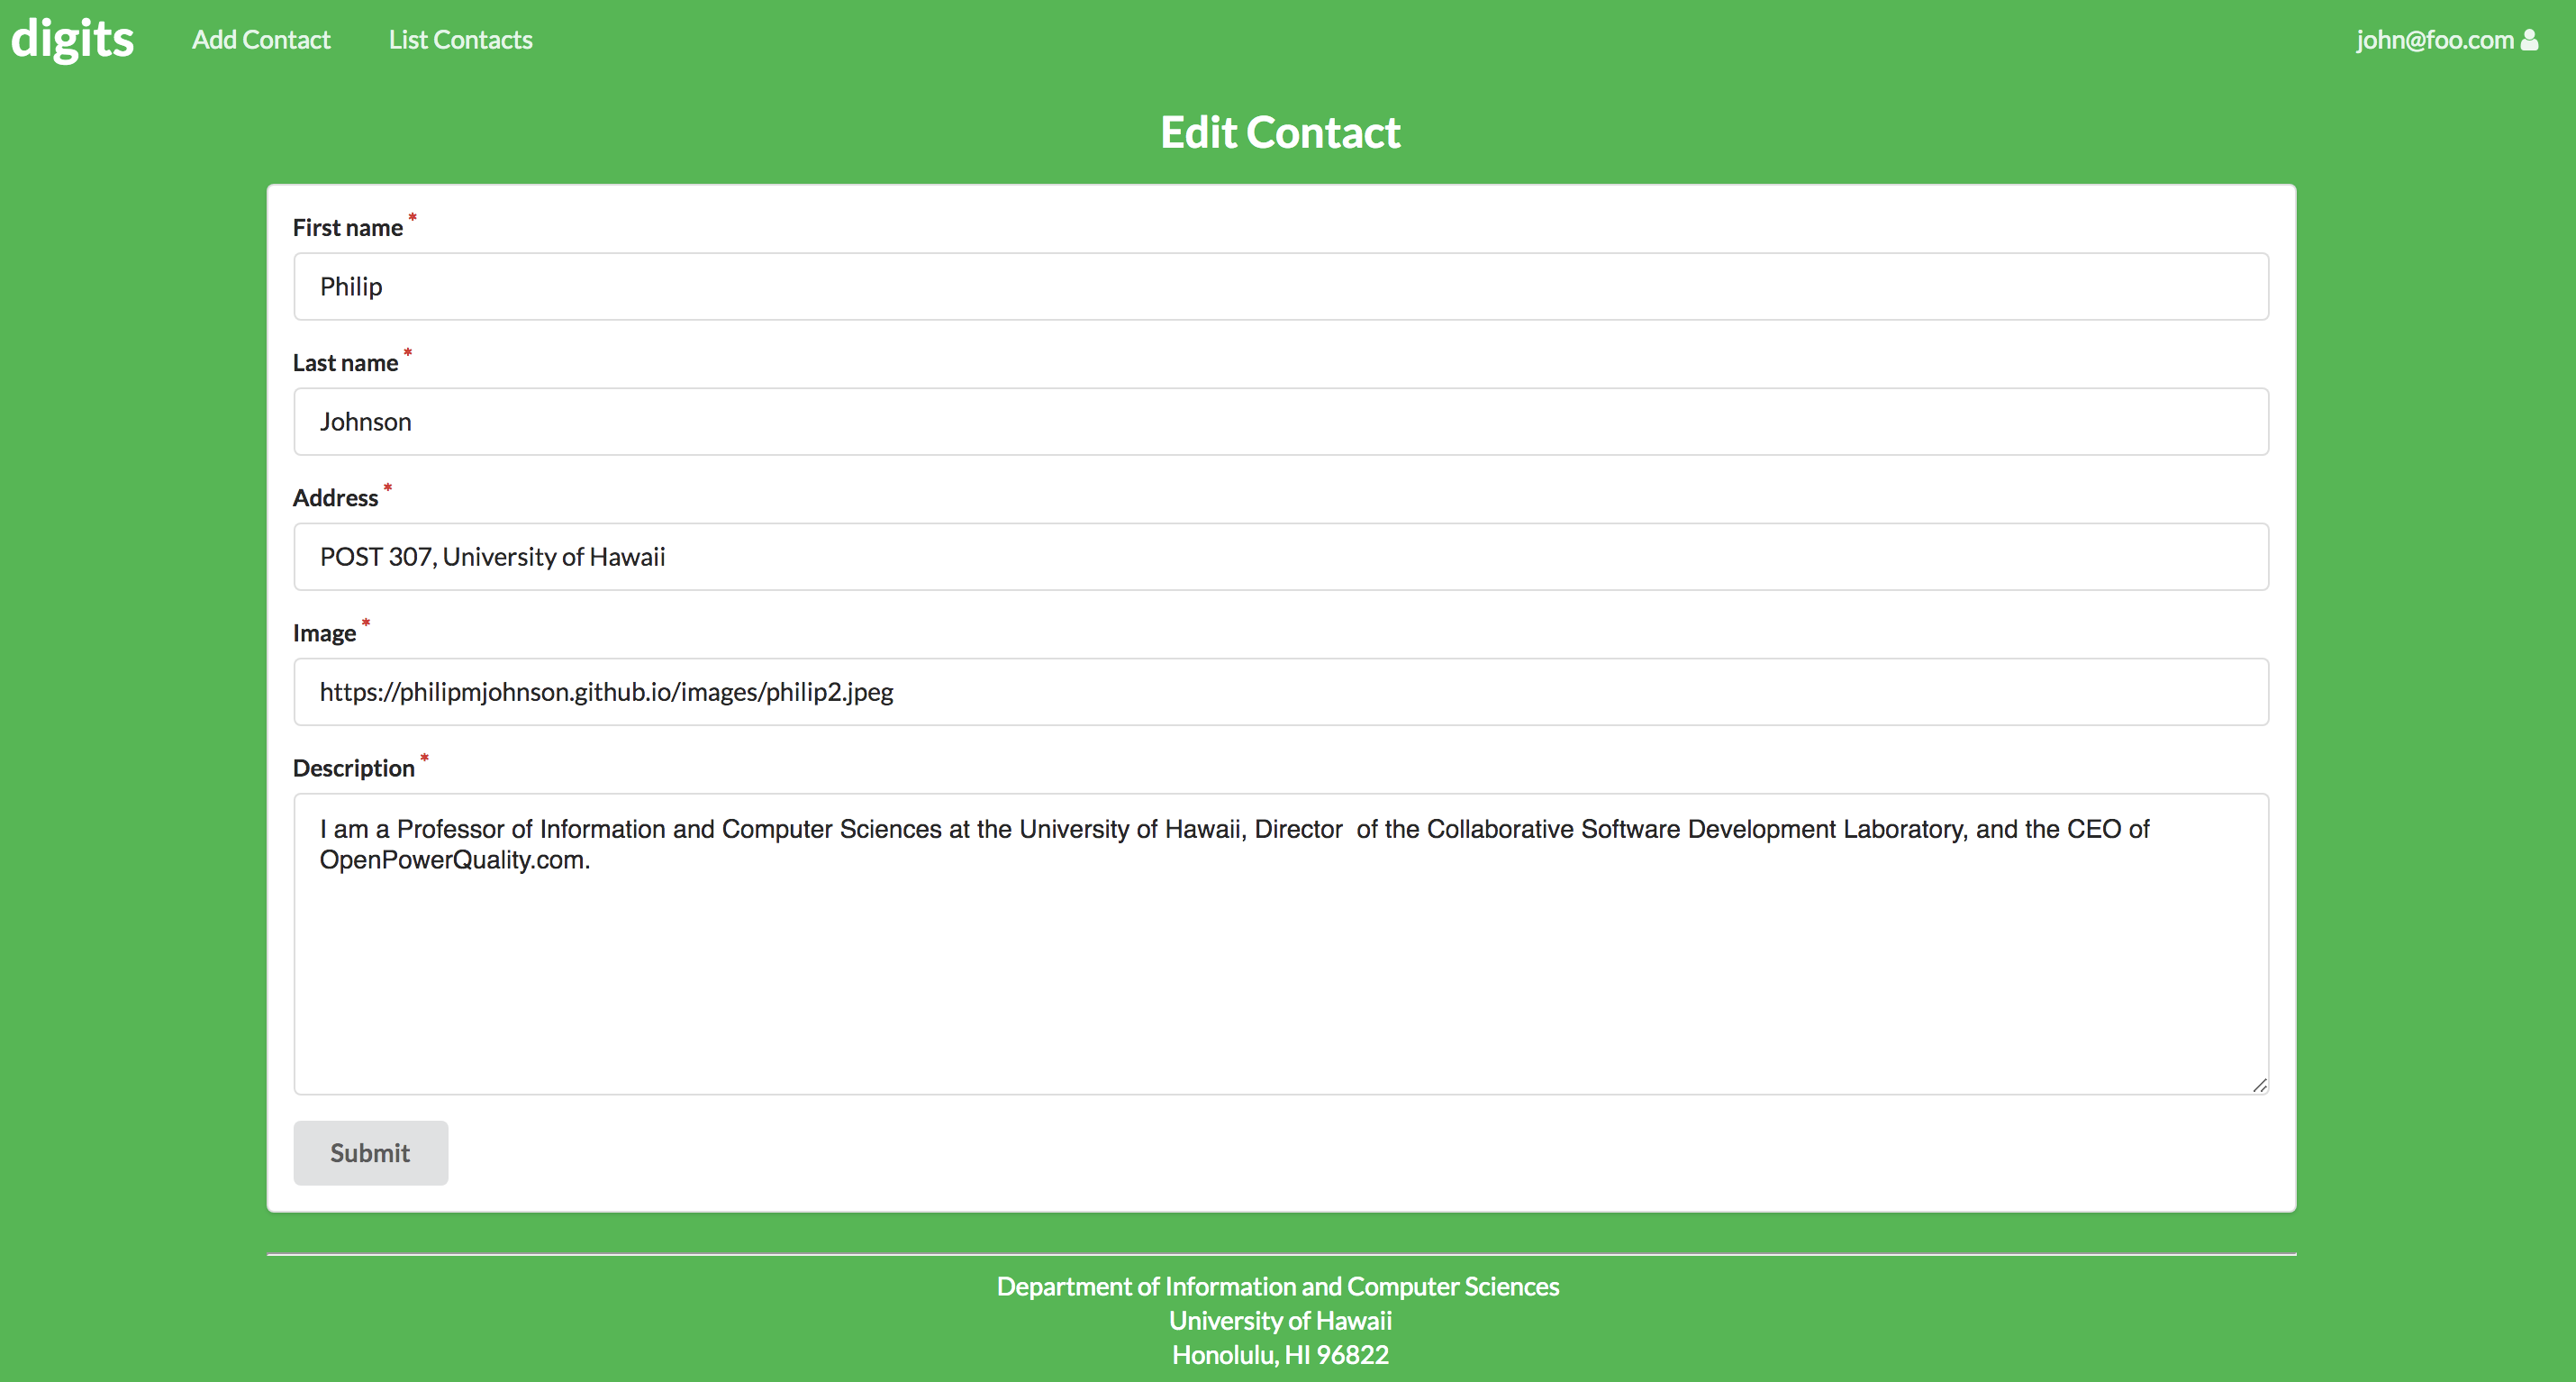 digits Add Contact List Contacts john@foo.com
Edit Contact
First name *
Philip
Last name *
Johnson
Address *
POST 307, University of Hawaii
Image *
https://philipmjohnson.github.io/images/philip2.jpeg
Description *
I am a Professor of Information and Computer Sciences at the University of Hawaii, Director  of the Collaborative Software Development Laboratory, and the CEO of
OpenPowerQuality.com.
Submit
Department of Information and Computer Sciences
University of Hawaii
Honolulu, HI 96822